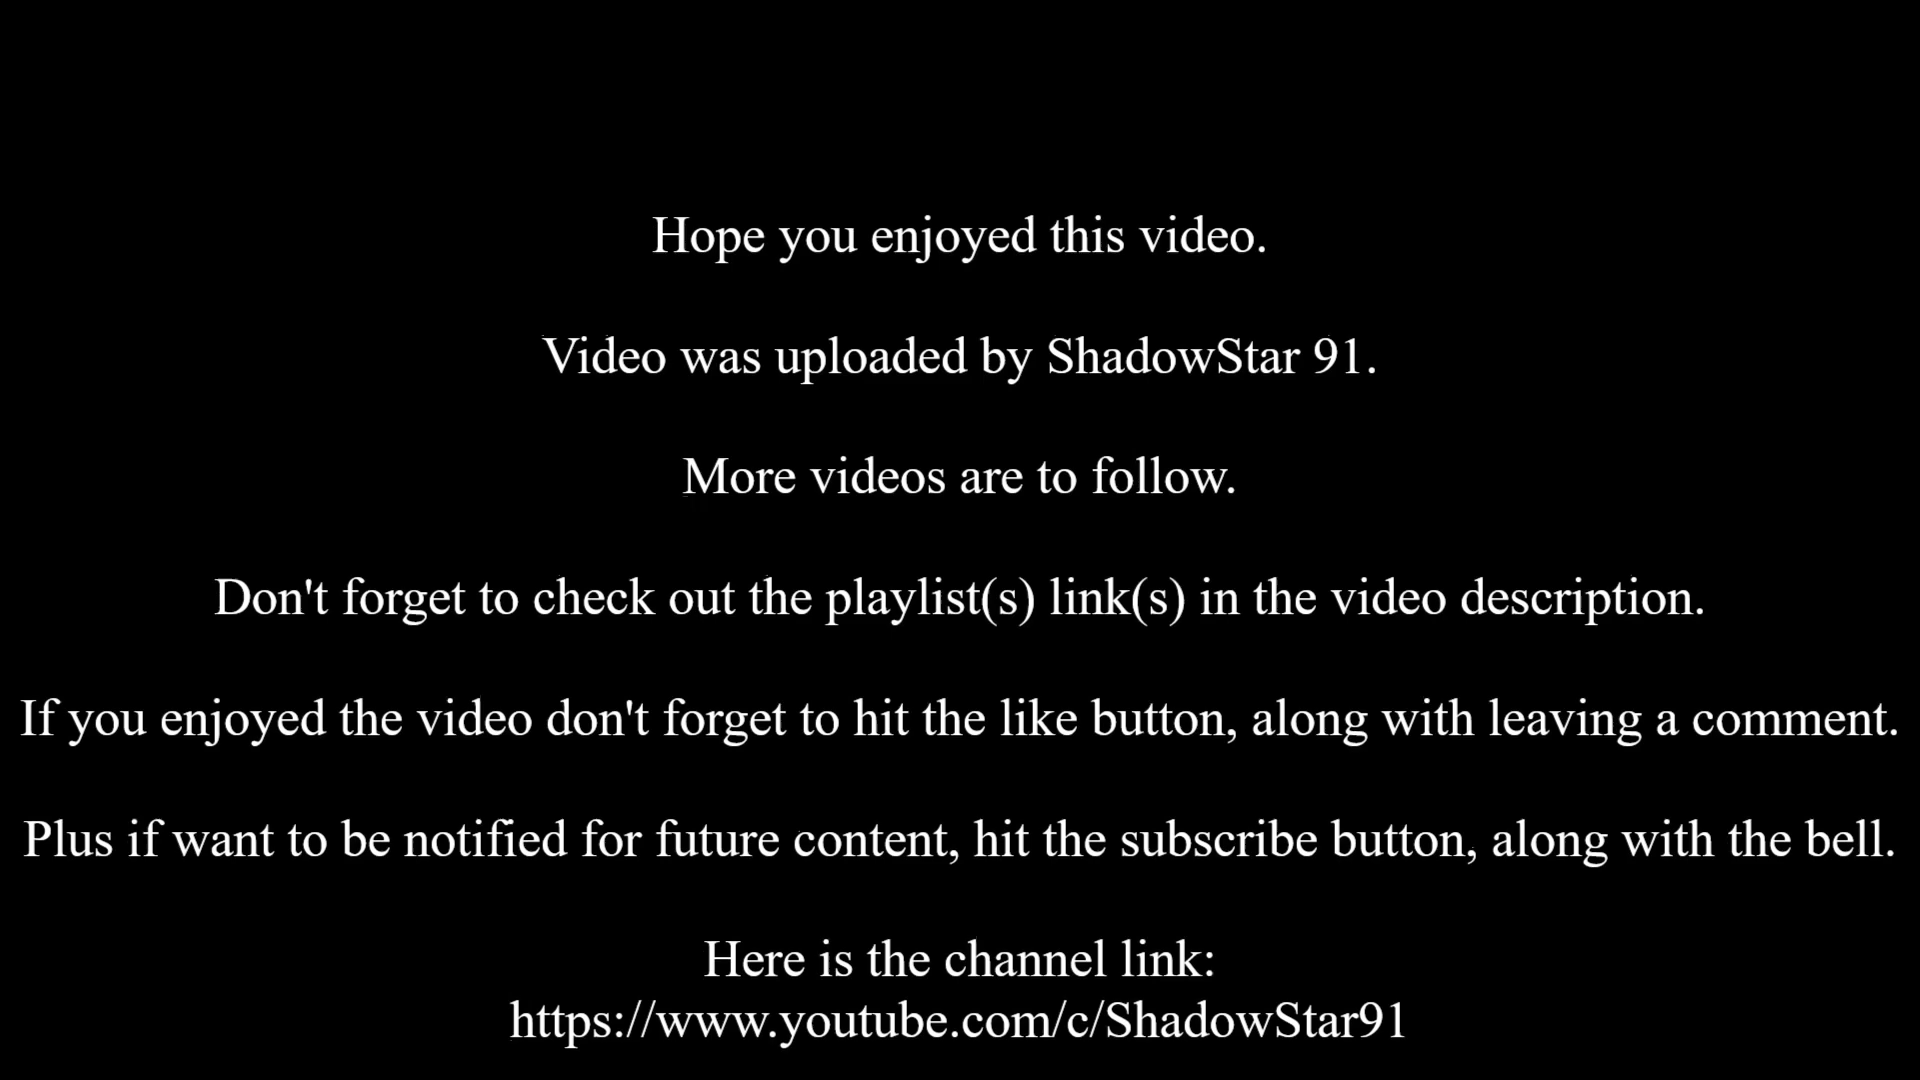 Hope you enjoyed this video.
Video was uploaded by ShadowStar 91.
More videos are to follow.
Don't forget to check out the playlist(s) link(s) in the video description.
If you enjoyed the video don't forget to hit the like button, along with leaving a comment.
Plus if want to be notified for future content, hit the subscribe button, along with the bell.
Here is the channel link:
https://www.youtube.com/c/ShadowStar91